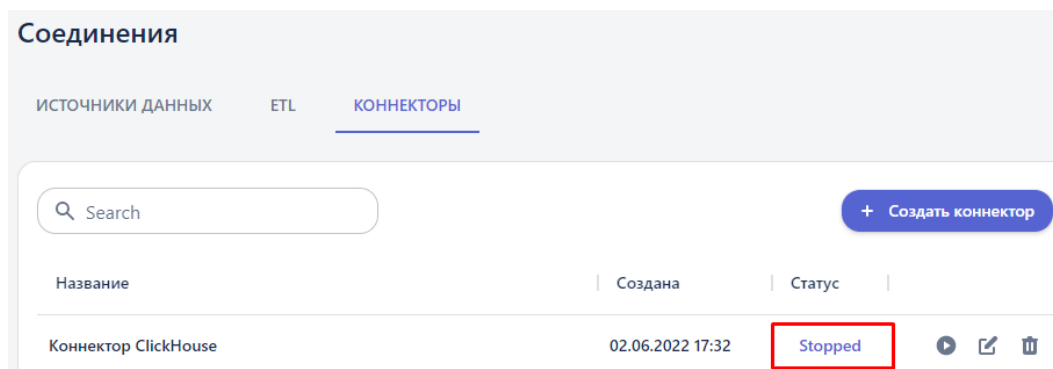 Соединения
ИСТОЧНИКИ ДАННЫХ ETL КОННЕКТОРЫ
Search + Создать коннектор
Название Создана Статус
Коннектор ClickHouse 02.06.2022 17:32 Stopped